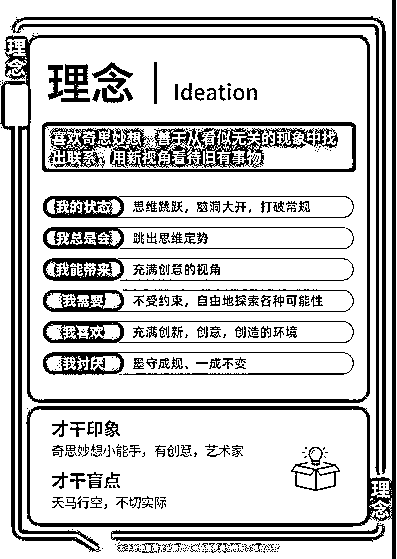 理念
理念 | Ideation
喜欢奇思妙想，善于从看似无关的现象中找
出联系，用新视角看待旧有事物
我的状态 思维跳跃，脑洞大开，打破常规
我总是会 跳出思维定势
我能带来 充满创意的视角
我需要 不受约束，自由地探索各种可能性
我喜欢 充满创新，创意，创造的环境
我讨厌 墨守成规、一成不变
才干印象
奇思妙想小能手，有创意，艺术家
才干盲点
天马行空，不切实际
理念